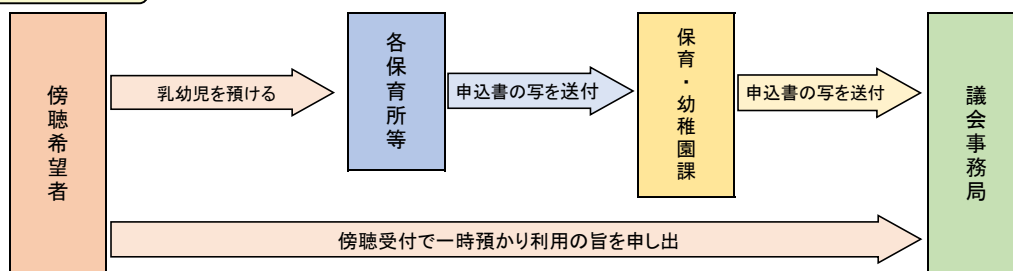 傍聴希望者
乳幼児を預ける
各保育所等
申込書の写を送付
保育・幼稚園課
申込書の写を送付
議会事務局
傍聴受付で一時預かり利用の旨を申し出